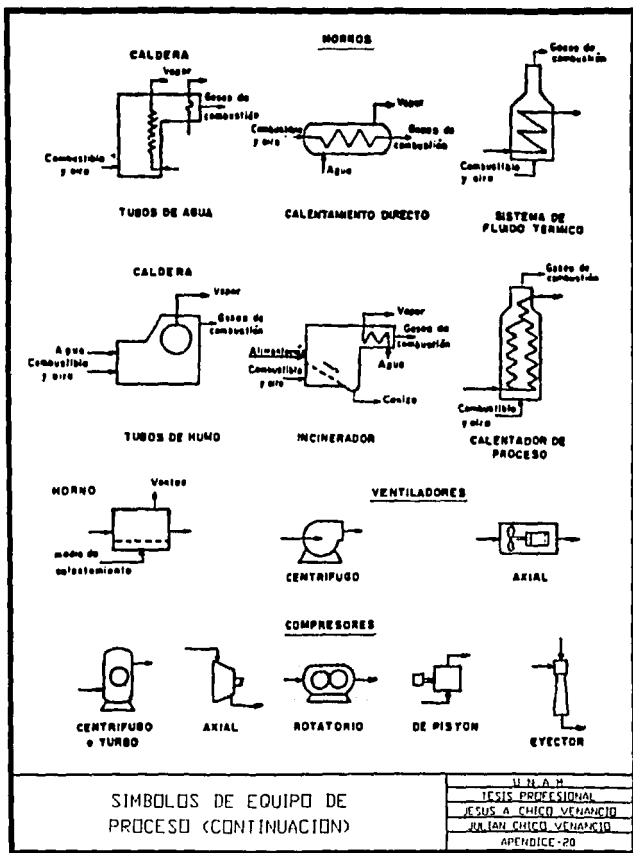 HORNOS
CALDERA
Vapor
Gases de
combustión
Combustible
y aire
TUBOS DE AGUA
Vapor
Combustible
y aire
Gases de
combustión
Agua
CALENTAMIENTO DIRECTO
Gases de
combustión
Combustible
y aire
SISTEMA DE
FLUIDO TERMICO
CALDERA
Vapor
Gases de
combustión
Agua
Combustible
y aire
TUBOS DE HUMO
Vapor
Gases de
combustión
Agua
Combustible
y aire
Ceniza
INCINERADOR
Gases de
combustión
Combustible
y aire
CALENTADOR DE
PROCESO
HORNO
Venteo
medio de
calentamiento
VENTILADORES
CENTRIFUGO
AXIAL
COMPRESORES
CENTRIFUGO
o TURBO
AXIAL
ROTATORIO
DE PISTON
EYECTOR
SIMBOLOS DE EQUIPO DE
PROCESO (CONTINUACION)
U N A M
TESIS PROFESIONAL
JESUS A CHICO VENANCIO
JULIAN CHICO VENANCIO
APENDICE-20